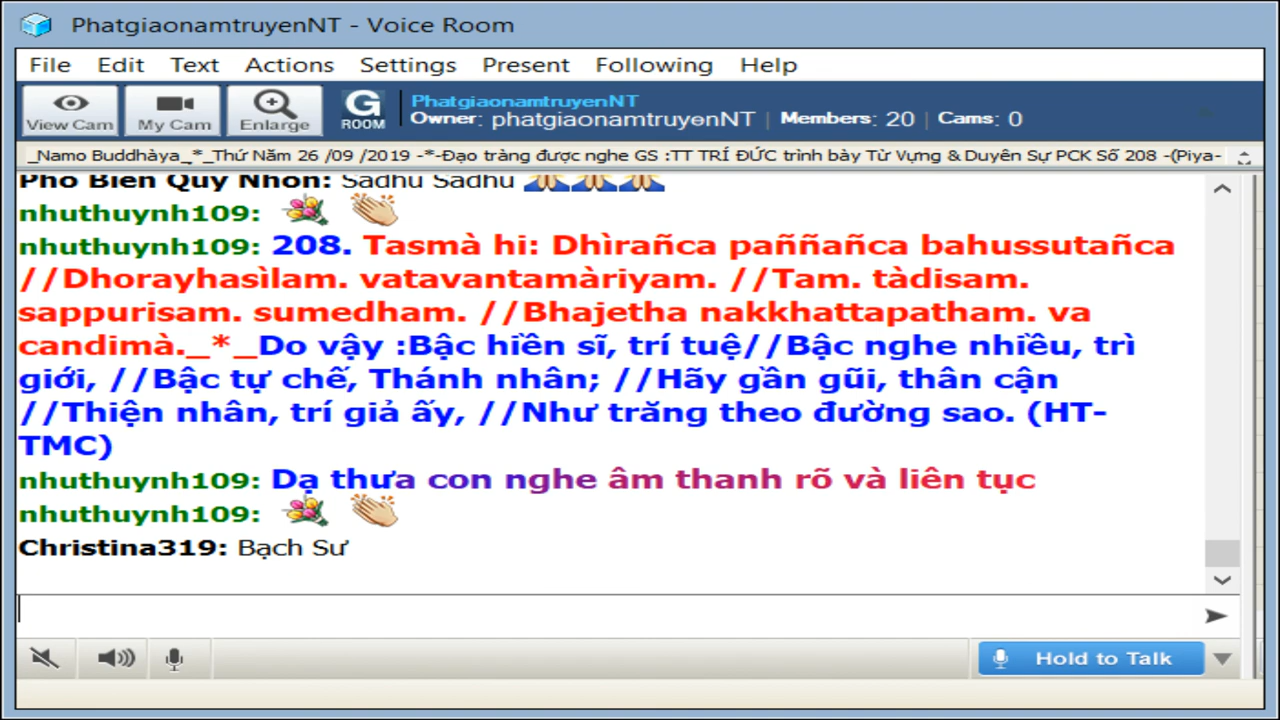 PhatgiaonamtruyenNT - Voice Room
File Edit Text Actions Settings Present Following Help
View Cam My Cam Enlarge G ROOM PhatgiaonamtruyenNT
Owner: phatgiaonamtruyenNT | Members: 20 | Cams: 0
_Namo Buddhàya_*_Thứ Năm 26 /09 /2019 -*-Đạo tràng được nghe GS :TT TRÍ ĐỨC trình bày Từ Vựng & Duyên Sự PCK Số 208 -(Piya-
Pho Bien Quy Nhon: Sadhu Sadhu
nhuthuynh109:
nhuthuynh109: 208. Tasmà hi: Dhìrañca paññañca bahussutañca
//Dhorayhasìlam. vatavantamàriyam. //Tam. tàdisam.
sappurisam. sumedham. //Bhajetha nakkhattapatham. va
candimà._*_Do vậy :Bậc hiền sĩ, trí tuệ//Bậc nghe nhiều, trì
giới, //Bậc tự chế, Thánh nhân; //Hãy gần gũi, thân cận
//Thiện nhân, trí giả ấy, //Như trăng theo đường sao. (HT-
TMC)
nhuthuynh109: Dạ thưa con nghe âm thanh rõ và liên tục
nhuthuynh109:
Christina319: Bạch Sư
Hold to Talk